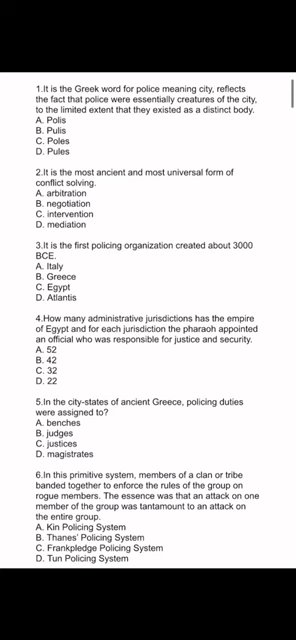 1.It is the Greek word for police meaning city, reflects
the fact that police were essentially creatures of the city,
to the limited extent that they existed as a distinct body.
A. Polis
B. Pulis
C. Poles
D. Pules
2.It is the most ancient and most universal form of
conflict solving.
A. arbitration
B. negotiation
C. intervention
D. mediation
3.It is the first policing organization created about 3000
BCE.
A. Italy
B. Greece
C. Egypt
D. Atlantis
4.How many administrative jurisdictions has the empire
of Egypt and for each jurisdiction the pharaoh appointed
an official who was responsible for justice and security.
A. 52
B. 42
C. 32
D. 22
5.In the city-states of ancient Greece, policing duties
were assigned to?
A. benches
B. judges
C. justices
D. magistrates
6.In this primitive system, members of a clan or tribe
banded together to enforce the rules of the group on
rogue members. The essence was that an attack on one
member of the group was tantamount to an attack on
the entire group.
A. Kin Policing System
B. Thanes' Policing System
C. Frankpledge Policing System
D. Tun Policing System